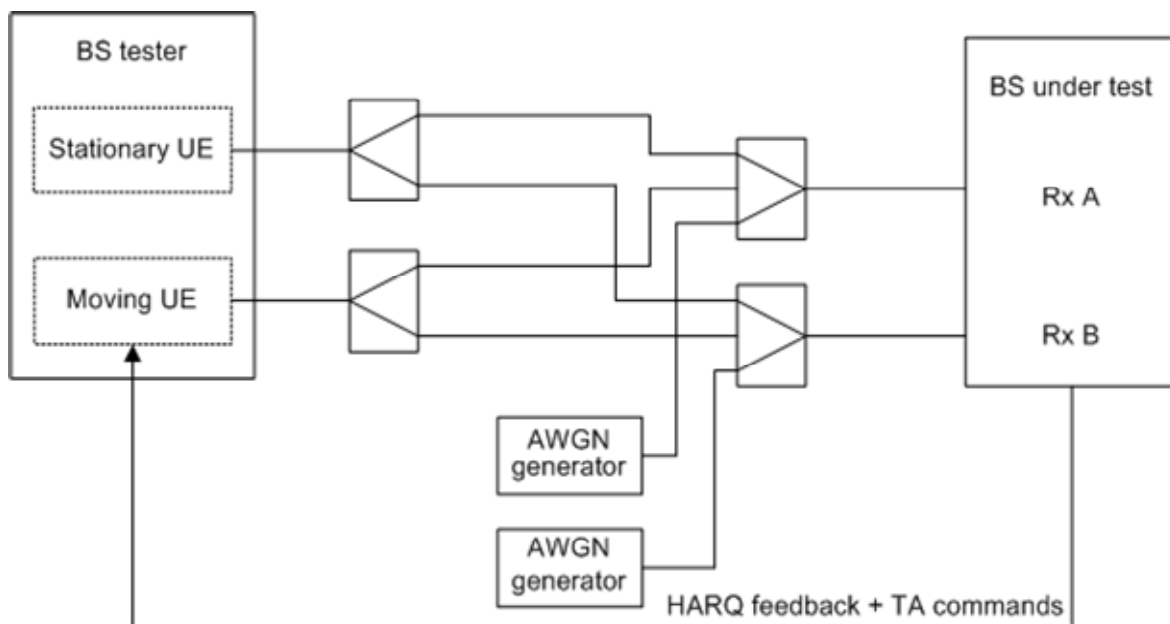 BS tester
Stationary UE
Moving UE
BS under test
Rx A
Rx B
AWGN
generator
AWGN
generator
HARQ feedback + TA commands